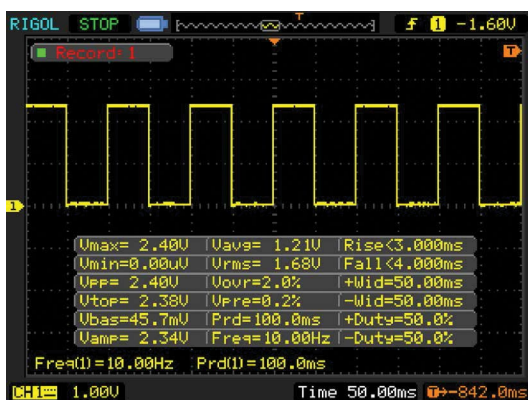 RIGOL STOP T f 1 -1.60V
Record: 1 T
1
Vmax= 2.40V Vavg= 1.21V Rise<3.000ms
Vmin=0.00uV Vrms= 1.68V Fall<4.000ms
Vpp= 2.40V Vovr=2.0% +Wid=50.00ms
Vtop= 2.38V Vpre=0.2% -Wid=50.00ms
Vbas=45.7mV Prd=100.0ms +Duty=50.0%
Vamp= 2.34V Freq=10.00Hz -Duty=50.0%
Freq(1)=10.00Hz Prd(1)=100.0ms
CH1 1.00V Time 50.00ms T→-842.0ms